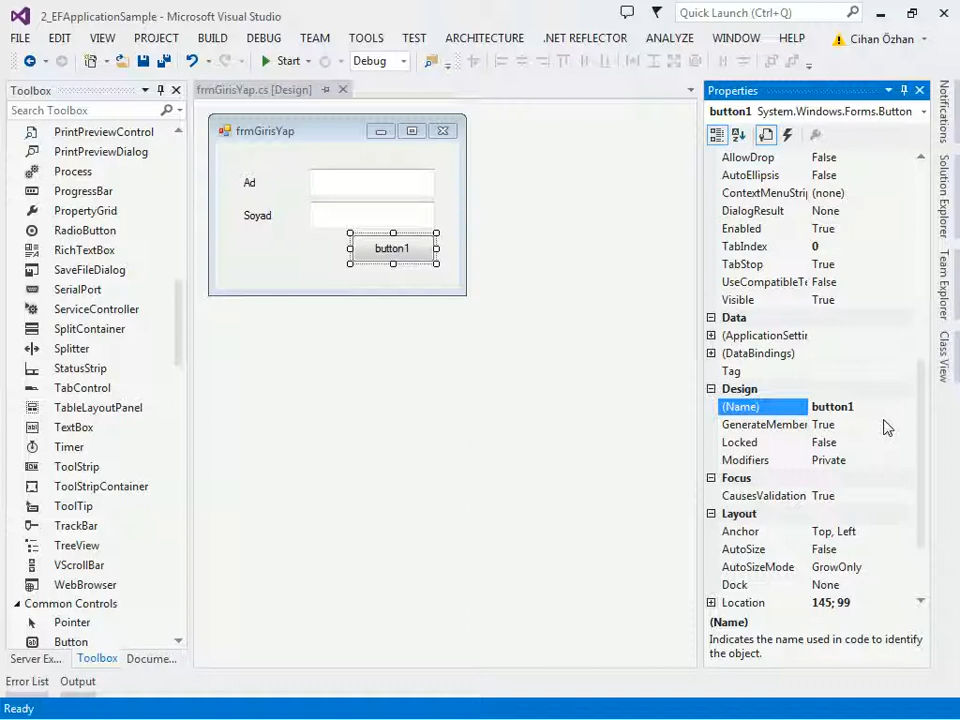 2_EFApplicationSample - Microsoft Visual Studio
Quick Launch (Ctrl+Q)
FILE EDIT VIEW PROJECT BUILD DEBUG TEAM TOOLS TEST ARCHITECTURE .NET REFLECTOR ANALYZE WINDOW HELP Cihan Özhan
Start Debug
Toolbox
frmGirisYap.cs [Design]
Properties
Search Toolbox
button1 System.Windows.Forms.Button
PrintPreviewControl
PrintPreviewDialog
Process
ProgressBar
PropertyGrid
RadioButton
RichTextBox
SaveFileDialog
SerialPort
ServiceController
SplitContainer
Splitter
StatusStrip
TabControl
TableLayoutPanel
TextBox
Timer
ToolStrip
ToolStripContainer
ToolTip
TrackBar
TreeView
VScrollBar
WebBrowser
Common Controls
Pointer
Button
Server Ex... Toolbox Docume...
frmGirisYap
Ad
Soyad
button1
AllowDrop False
AutoEllipsis False
ContextMenuStri (none)
DialogResult None
Enabled True
TabIndex 0
TabStop True
UseCompatibleTe False
Visible True
Data
(ApplicationSettin
(DataBindings)
Tag
Design
(Name) button1
GenerateMember True
Locked False
Modifiers Private
Focus
CausesValidation True
Layout
Anchor Top, Left
AutoSize False
AutoSizeMode GrowOnly
Dock None
Location 145; 99
(Name)
Indicates the name used in code to identify
the object.
Notifications
Solution Explorer
Team Explorer
Class View
Error List Output
Ready